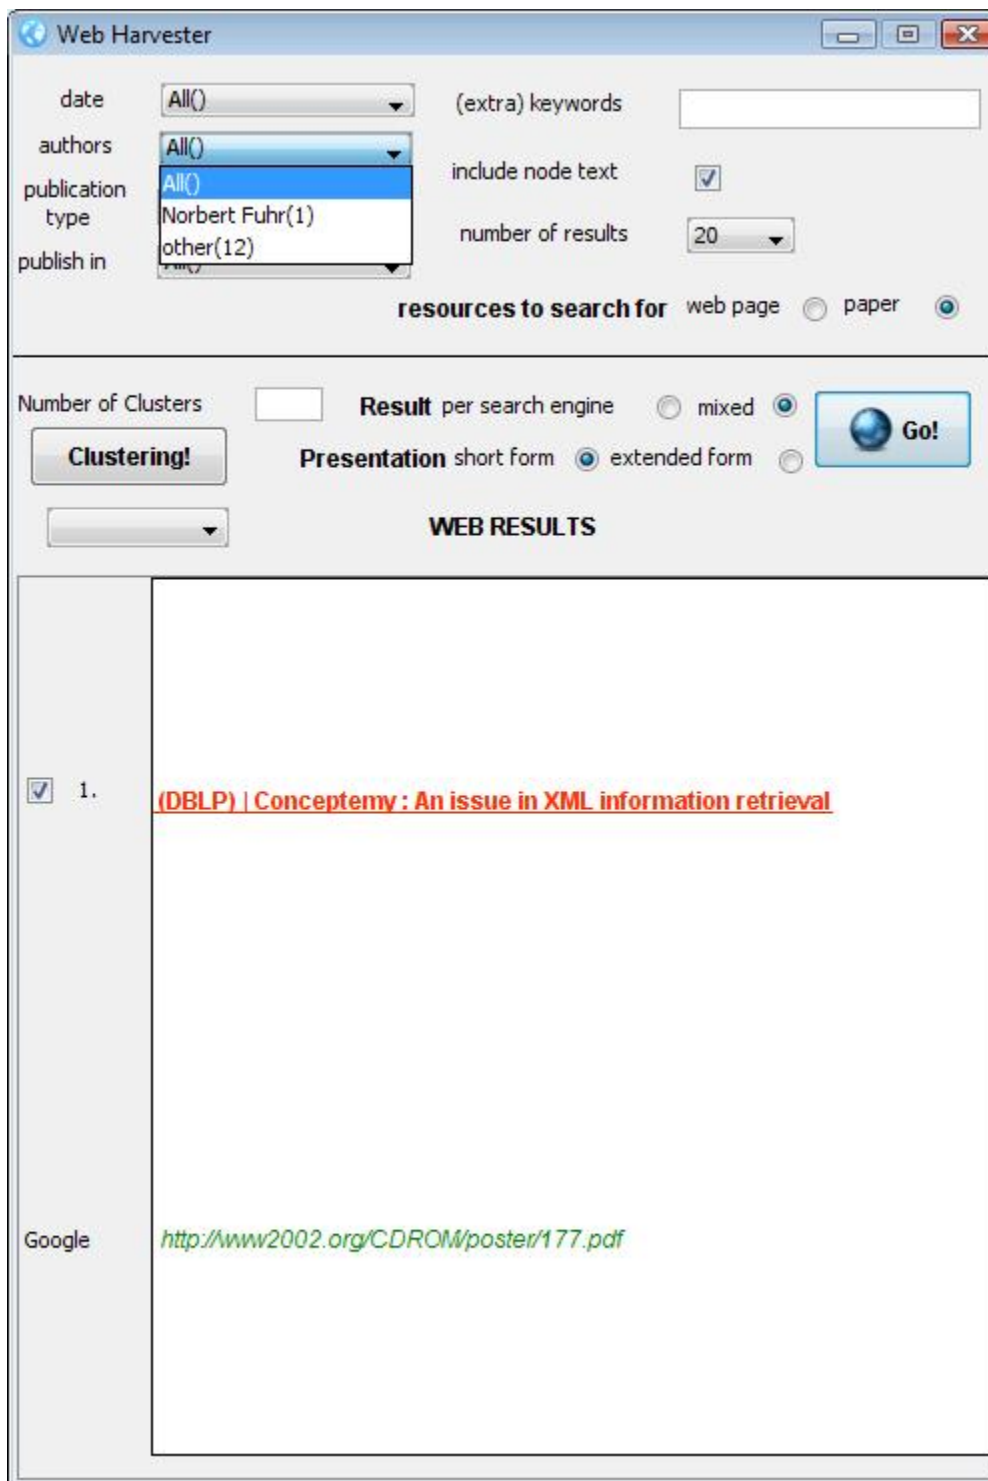 Web Harvester
date All() (extra) keywords
authors All()
All() include node text
publication type Norbert Fuhr(1)
other(12) number of results 20
publish in All()
resources to search for web page paper
Number of Clusters Result per search engine mixed Go!
Clustering! Presentation short form extended form
WEB RESULTS
1. (DBLP) | Conceptemy : An issue in XML information retrieval
Google http://www2002.org/CDROM/poster/177.pdf